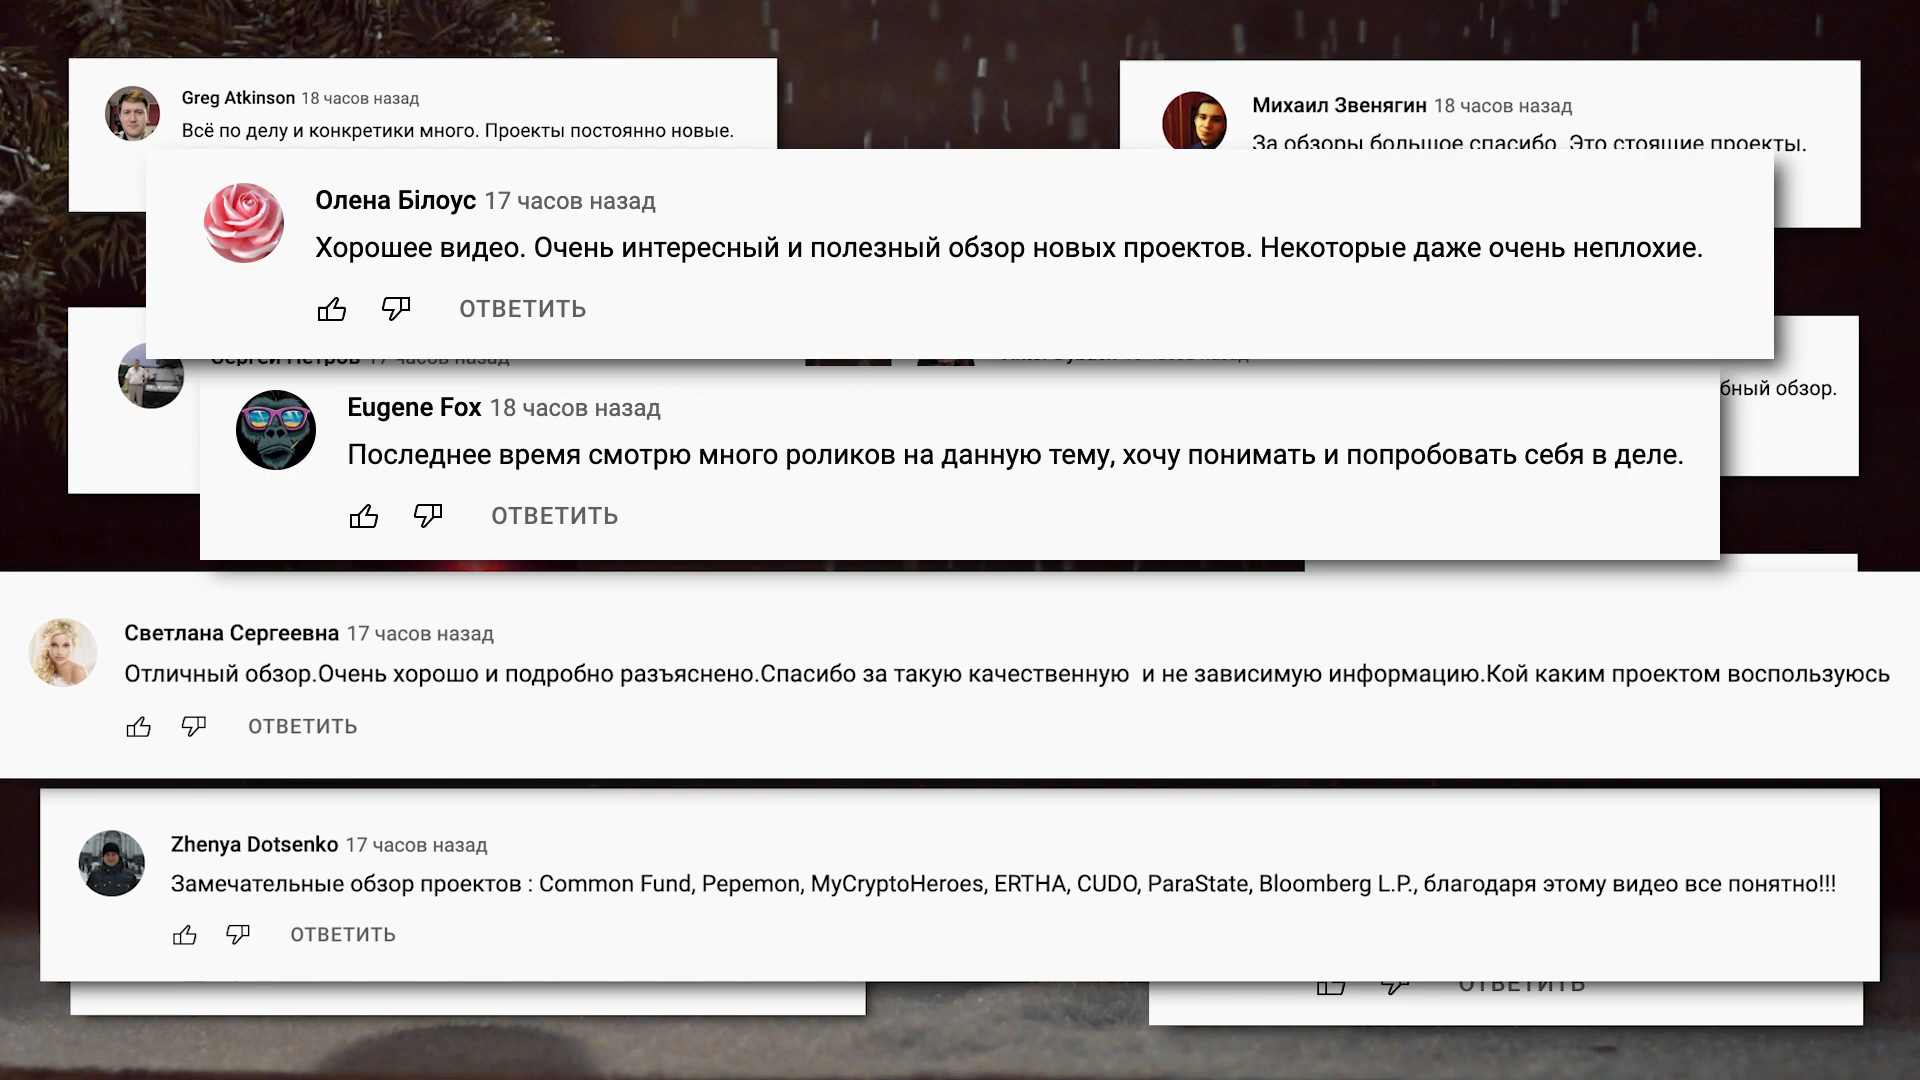 Greg Atkinson 18 часов назад
Всё по делу и конкретики много. Проекты постоянно новые.
Михаил Звенягин 18 часов назад
За обзоры большое спасибо. Это стоящие проекты.
Олена Білоус 17 часов назад
Хорошее видео. Очень интересный и полезный обзор новых проектов. Некоторые даже очень неплохие.
ОТВЕТИТЬ
Сергей Петров 17 часов назад
бный обзор.
Eugene Fox 18 часов назад
Последнее время смотрю много роликов на данную тему, хочу понимать и попробовать себя в деле.
ОТВЕТИТЬ
Светлана Сергеевна 17 часов назад
Отличный обзор.Очень хорошо и подробно разъяснено.Спасибо за такую качественную  и не зависимую информацию.Кой каким проектом воспользуюсь
ОТВЕТИТЬ
Zhenya Dotsenko 17 часов назад
Замечательные обзор проектов : Common Fund, Pepemon, MyCryptoHeroes, ERTHA, CUDO, ParaState, Bloomberg L.P., благодаря этому видео все понятно!!!
ОТВЕТИТЬ
ОТВЕТИТЬ